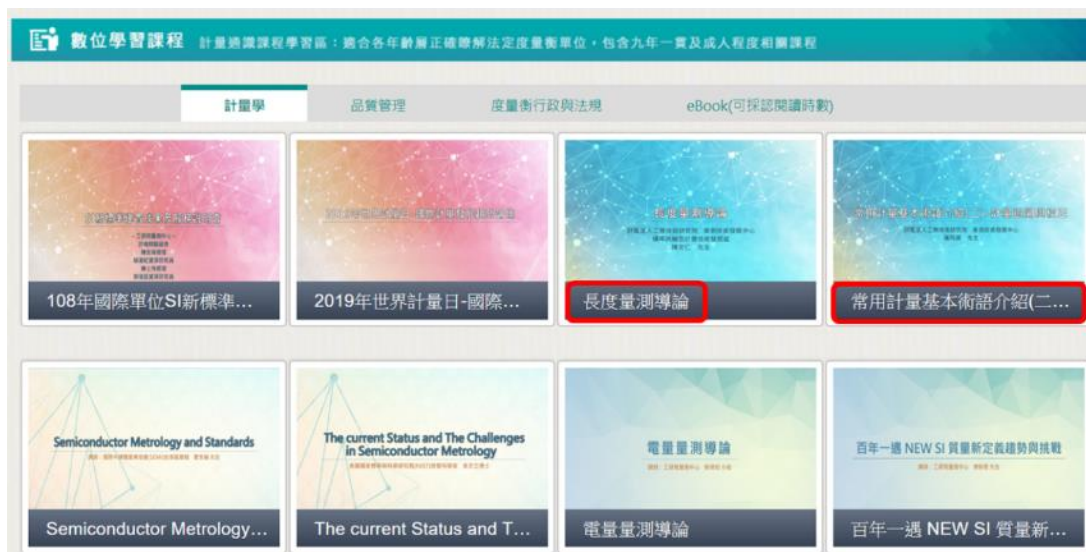 數位學習課程 計量通識課程學習區：適合各年齡層正確瞭解法定度量衡單位，包含九年一貫及成人程度相關課程
計量學 品質管理 度量衡行政與法規 eBook(可採認閱讀時數)
長度量測導論
108年國際單位SI新標準...
2019年世界計量日-國際...
長度量測導論
常用計量基本術語介紹(二...
Semiconductor Metrology and Standards
The current Status and The Challenges
in Semiconductor Metrology
電量量測導論
百年一遇 NEW SI 質量新定義趨勢與挑戰
Semiconductor Metrology...
The current Status and T...
電量量測導論
百年一遇 NEW SI 質量新...